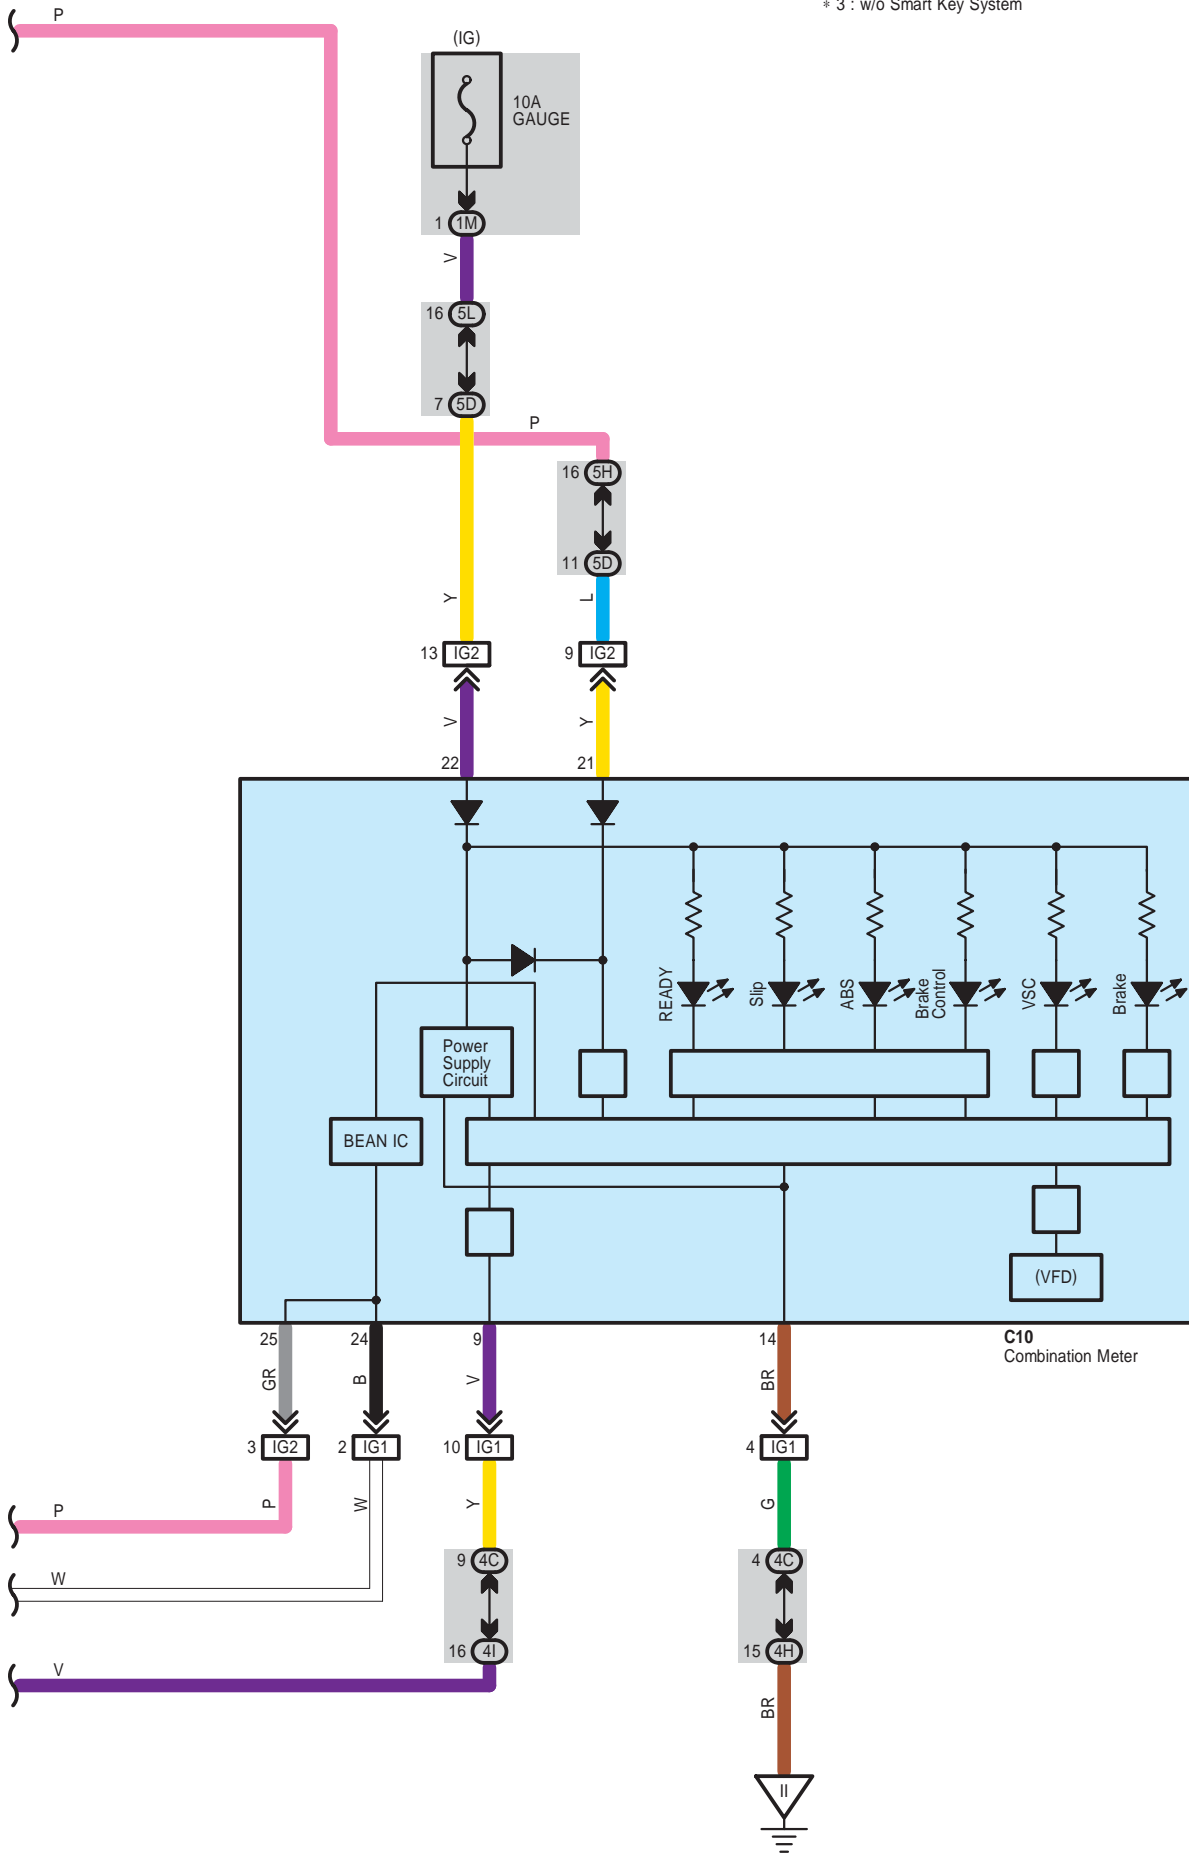 * 3 : w/o Smart Key System
P
(IG)
10A
GAUGE
1 1M
V
16 5L
7 5D
P
16 5H
11 5D
Y
L
13 IG2
9 IG2
V
Y
22
21
READY
Slip
ABS
Brake
Control
VSC
Brake
Power
Supply
Circuit
BEAN IC
(VFD)
C10
Combination Meter
25
24
9
14
GR
B
V
BR
3 IG2
2 IG1
10 IG1
4 IG1
P
W
Y
G
P
W
9 4C
4 4C
16 4I
15 4H
V
BR
II